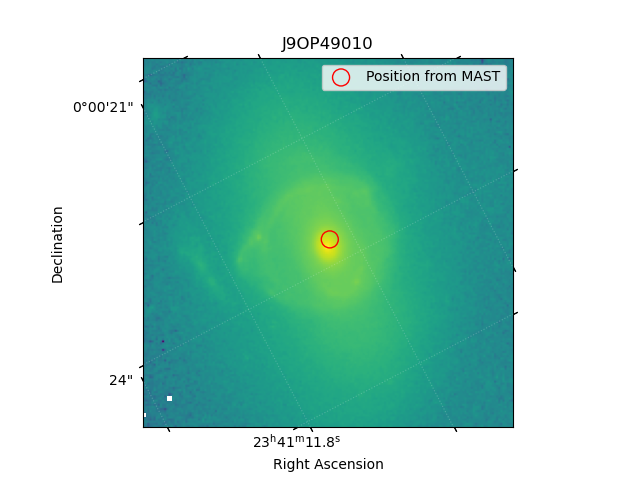 J9OP49010
Position from MAST
0°00'21"
Declination
24"
23ʰ41ᵐ11.8ˢ
Right Ascension